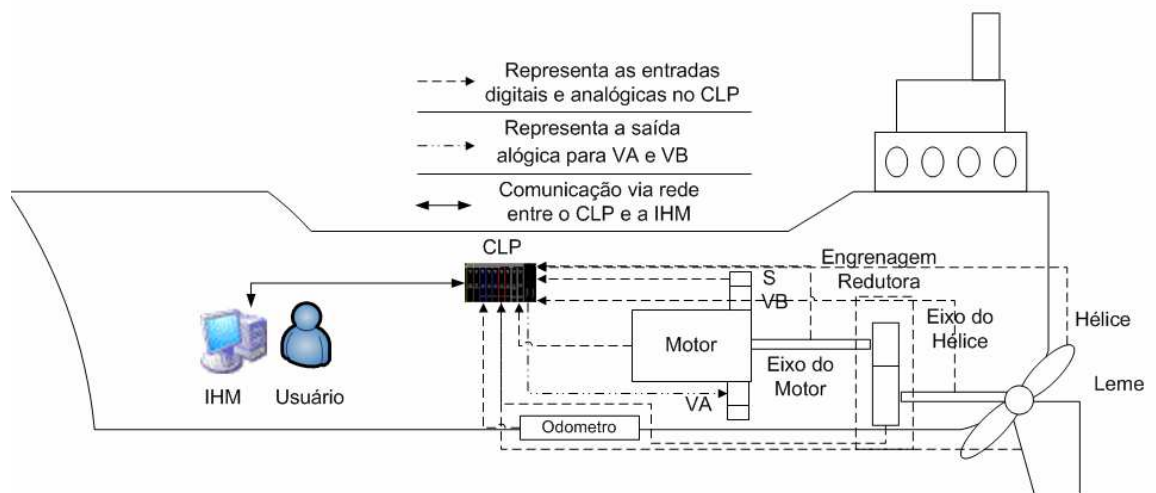 Representa as entradas
digitais e analógicas no CLP
Representa a saída
alógica para VA e VB
Comunicação via rede
entre o CLP e a IHM
CLP
Engrenagem
Redutora
S
VB
Eixo do
Hélice
Hélice
Motor
Eixo do
Motor
Leme
VA
IHM
Usuário
Odometro